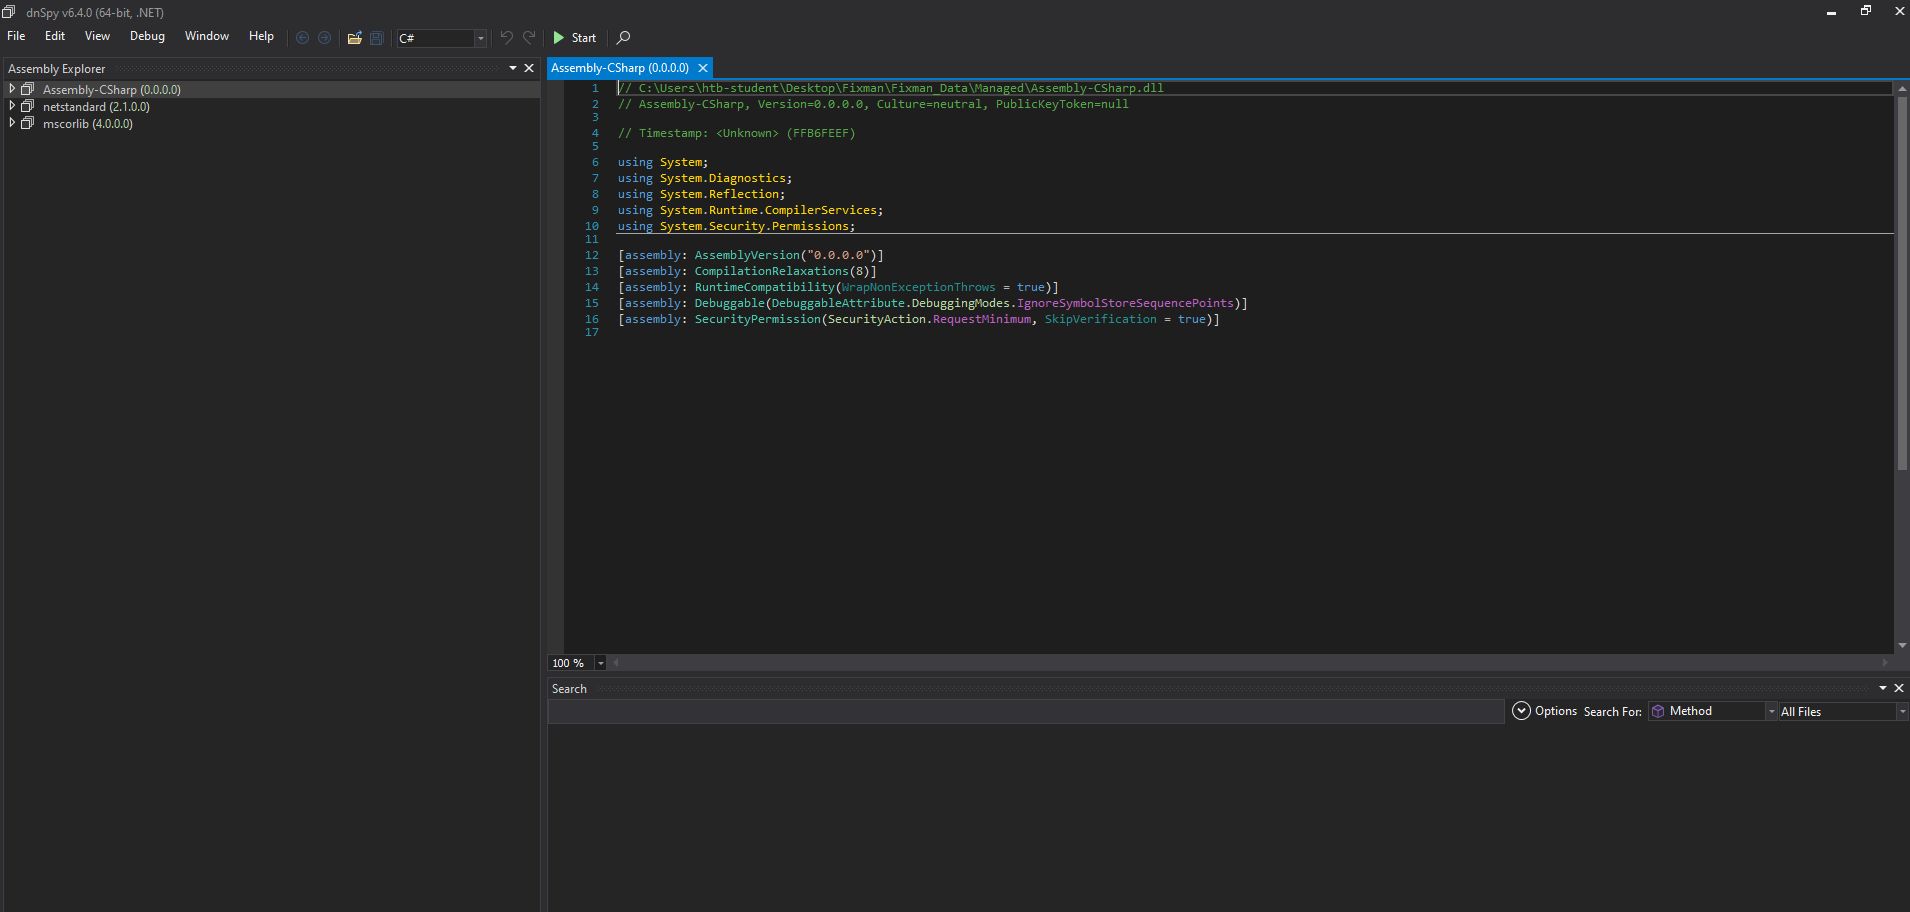 dnSpy v6.4.0 (64-bit, .NET)
File Edit View Debug Window Help C# Start
Assembly Explorer
Assembly-CSharp (0.0.0.0)
netstandard (2.1.0.0)
mscorlib (4.0.0.0)
Assembly-CSharp (0.0.0.0)
1 // C:\Users\htb-student\Desktop\Fixman\Fixman_Data\Managed\Assembly-CSharp.dll
2 // Assembly-CSharp, Version=0.0.0.0, Culture=neutral, PublicKeyToken=null
3
4 // Timestamp: <Unknown> (FFB6FEEF)
5
6 using System;
7 using System.Diagnostics;
8 using System.Reflection;
9 using System.Runtime.CompilerServices;
10 using System.Security.Permissions;
11
12 [assembly: AssemblyVersion("0.0.0.0")]
13 [assembly: CompilationRelaxations(8)]
14 [assembly: RuntimeCompatibility(WrapNonExceptionThrows = true)]
15 [assembly: Debuggable(DebuggableAttribute.DebuggingModes.IgnoreSymbolStoreSequencePoints)]
16 [assembly: SecurityPermission(SecurityAction.RequestMinimum, SkipVerification = true)]
17
100 %
Search
Options Search For: Method All Files